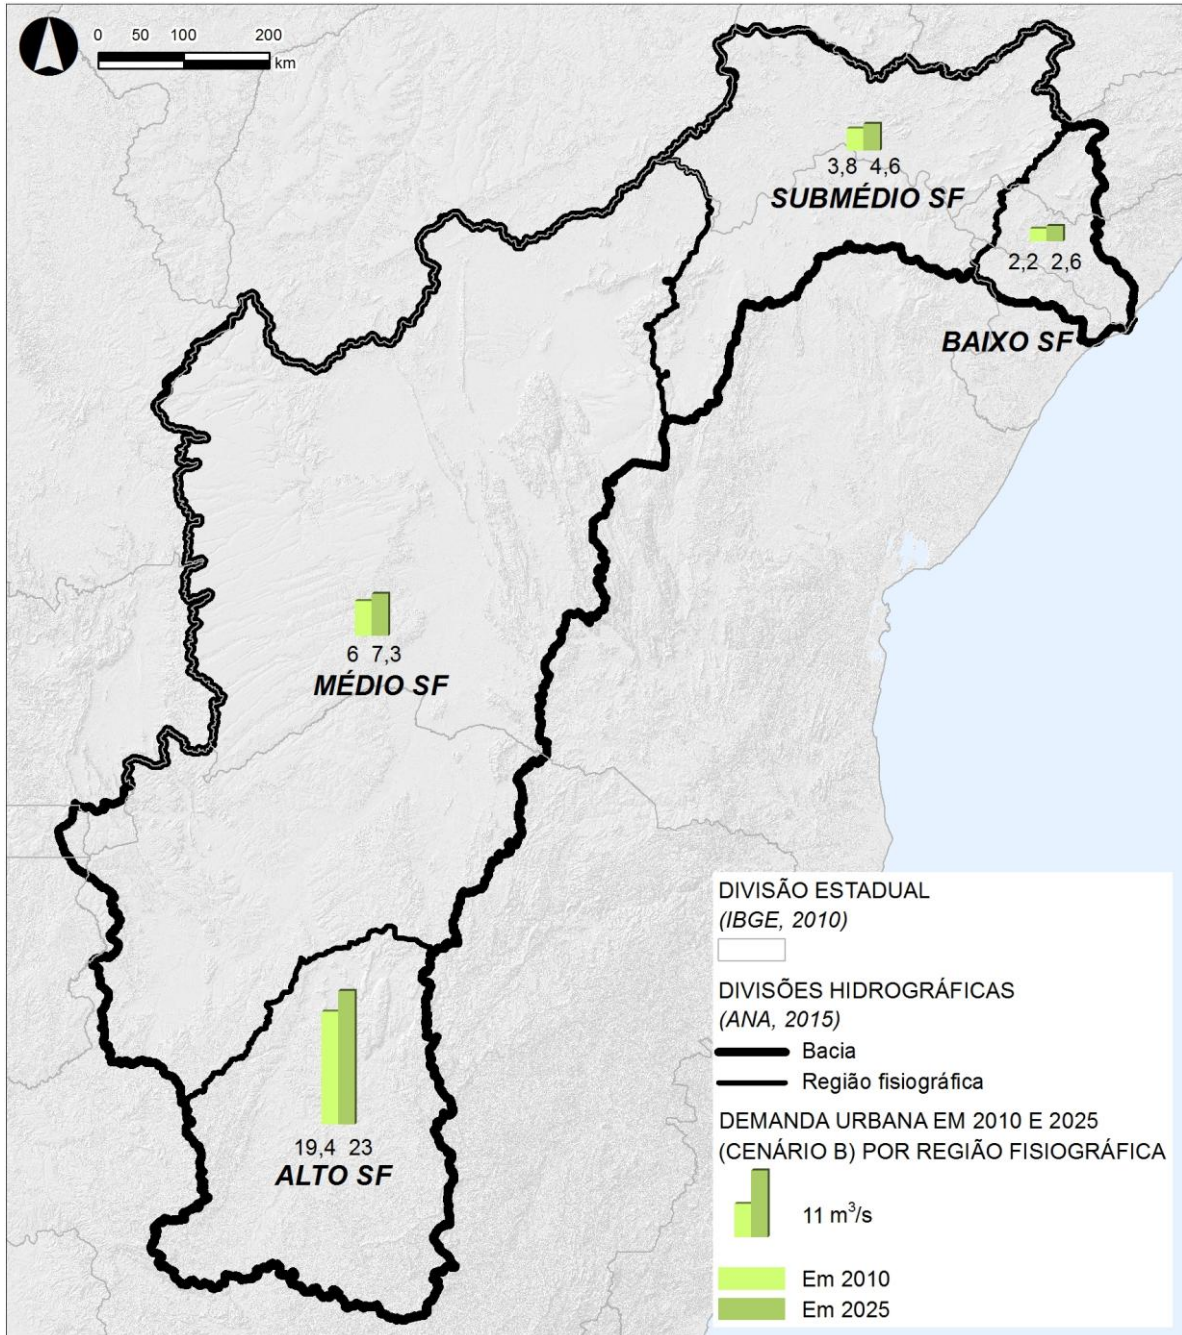 0 50 100 200
km
3,8 4,6
SUBMÉDIO SF
2,2 2,6
BAIXO SF
6 7,3
MÉDIO SF
19,4 23
ALTO SF
DIVISÃO ESTADUAL
(IBGE, 2010)
DIVISÕES HIDROGRÁFICAS
(ANA, 2015)
Bacia
Região fisiográfica
DEMANDA URBANA EM 2010 E 2025
(CENÁRIO B) POR REGIÃO FISIOGRÁFICA
11 m³/s
Em 2010
Em 2025